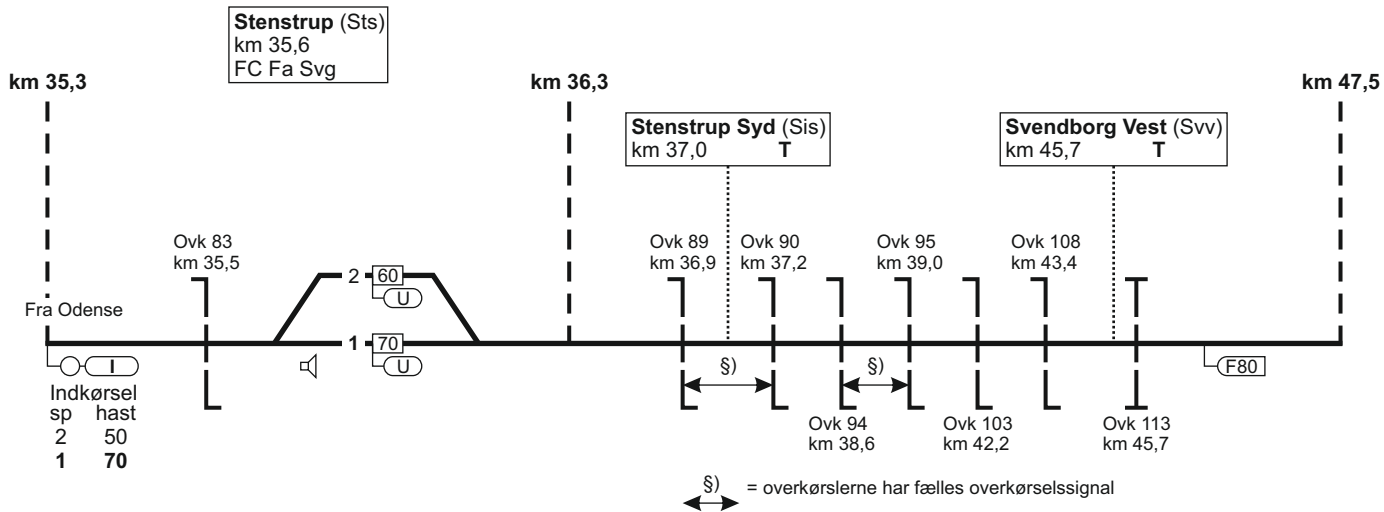 Stenstrup (Sts)
km 35,6
FC Fa Svg
km 35,3
km 36,3
km 47,5
Stenstrup Syd (Sis)
km 37,0 T
Svendborg Vest (Svv)
km 45,7 T
Ovk 83
km 35,5
Ovk 89
km 36,9
Ovk 90
km 37,2
Ovk 95
km 39,0
Ovk 108
km 43,4
2 60
U
Fra Odense
1 70
U
I
F80
§)
§)
Indkørsel
sp hast
2 50
1 70
Ovk 94
km 38,6
Ovk 103
km 42,2
Ovk 113
km 45,7
§) = overkørslerne har fælles overkørselssignal